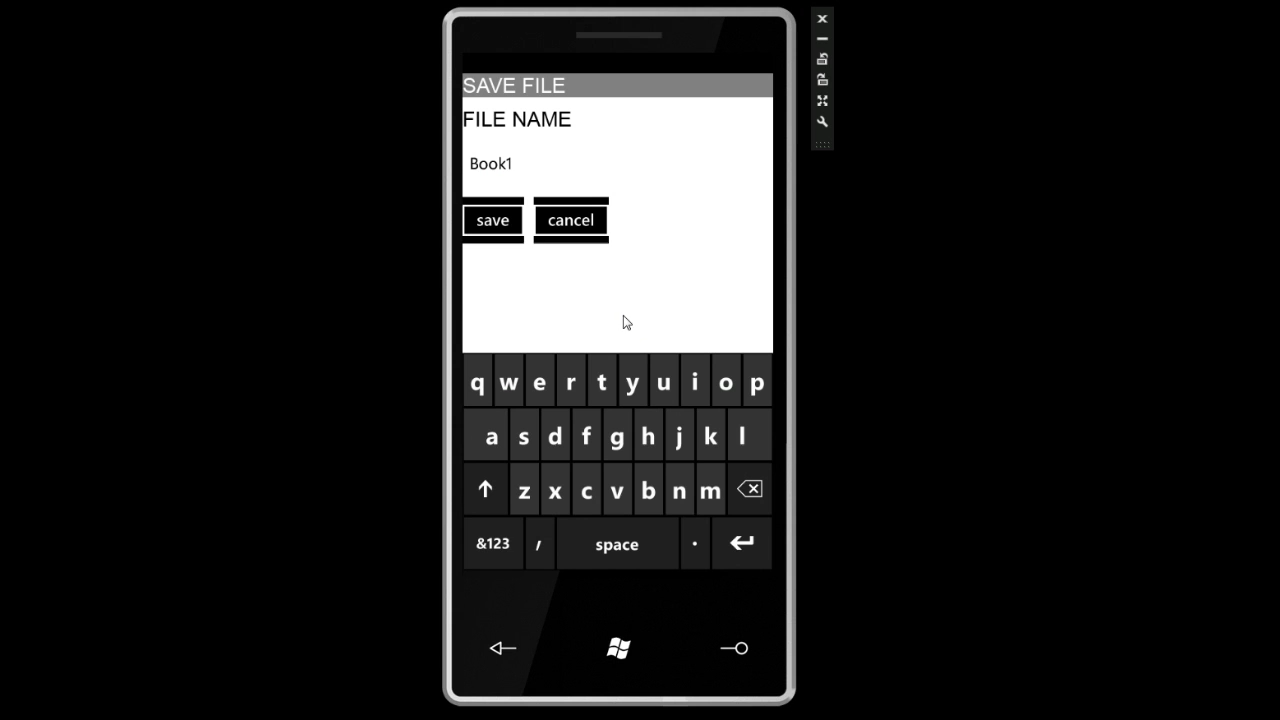 SAVE FILE
FILE NAME
Book1
save cancel
q w e r t y u i o p
a s d f g h j k l
z x c v b n m
&123 , space .